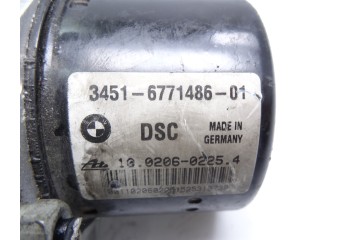 3451-6771486-01
DSC
MADE IN
GERMANY
10.0206-0225.4